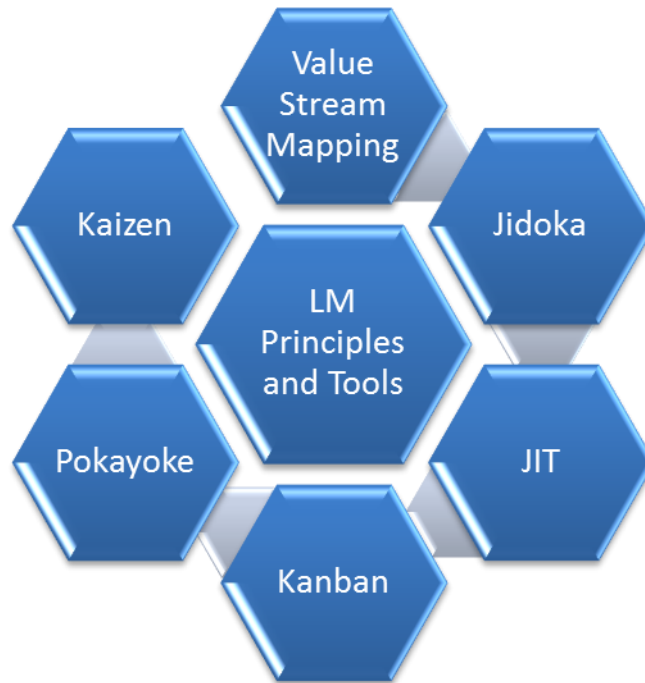 Value
Stream
Mapping
Kaizen
Jidoka
LM
Principles
and Tools
Pokayoke
JIT
Kanban